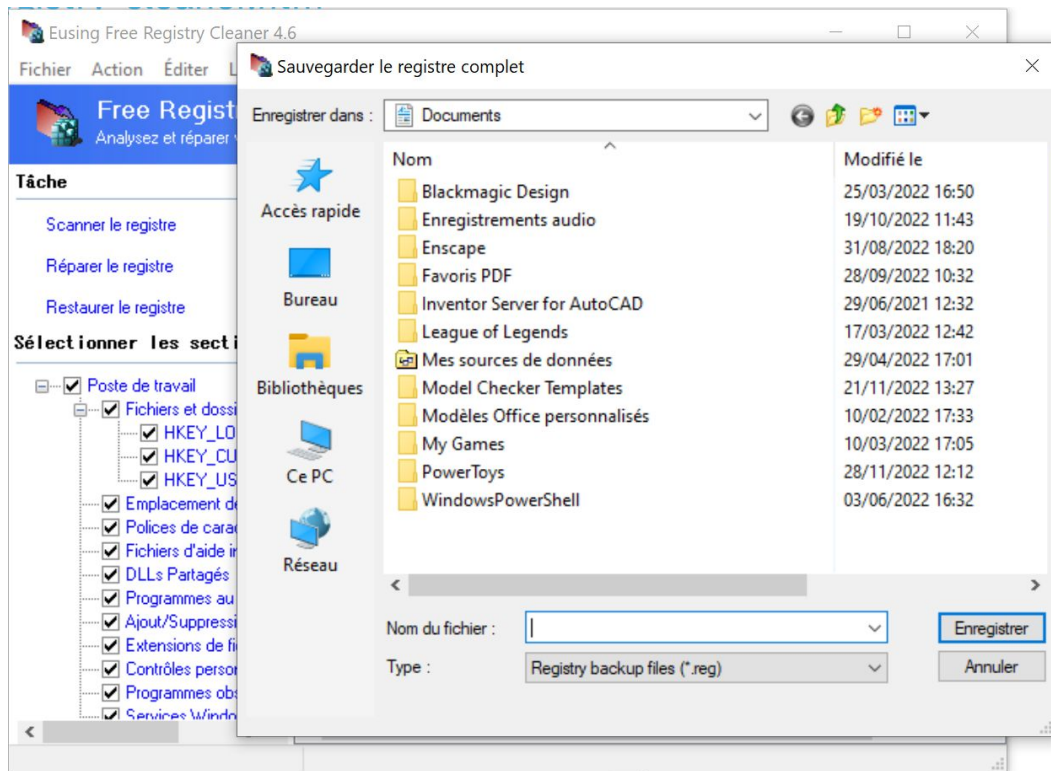 Eusing Free Registry Cleaner 4.6
Fichier Action Éditer L
Free Regist
Analysez et réparer
Tâche
Scanner le registre
Réparer le registre
Restaurer le registre
Sélectionner les secti
Poste de travail
Fichiers et dossi
HKEY_LO
HKEY_CU
HKEY_US
Emplacement de
Polices de cara
Fichiers d'aide in
DLLs Partagés
Programmes au
Ajout/Suppressi
Extensions de fi
Contrôles person
Programmes obs
Services Windo
Sauvegarder le registre complet
Enregistrer dans : Documents
Accès rapide
Bureau
Bibliothèques
Ce PC
Réseau
Nom Modifié le
Blackmagic Design 25/03/2022 16:50
Enregistrements audio 19/10/2022 11:43
Enscape 31/08/2022 18:20
Favoris PDF 28/09/2022 10:32
Inventor Server for AutoCAD 29/06/2021 12:32
League of Legends 17/03/2022 12:42
Mes sources de données 29/04/2022 17:01
Model Checker Templates 21/11/2022 13:27
Modèles Office personnalisés 10/02/2022 17:33
My Games 10/03/2022 17:05
PowerToys 28/11/2022 12:12
WindowsPowerShell 03/06/2022 16:32
Nom du fichier : Enregistrer
Type : Registry backup files (*.reg) Annuler